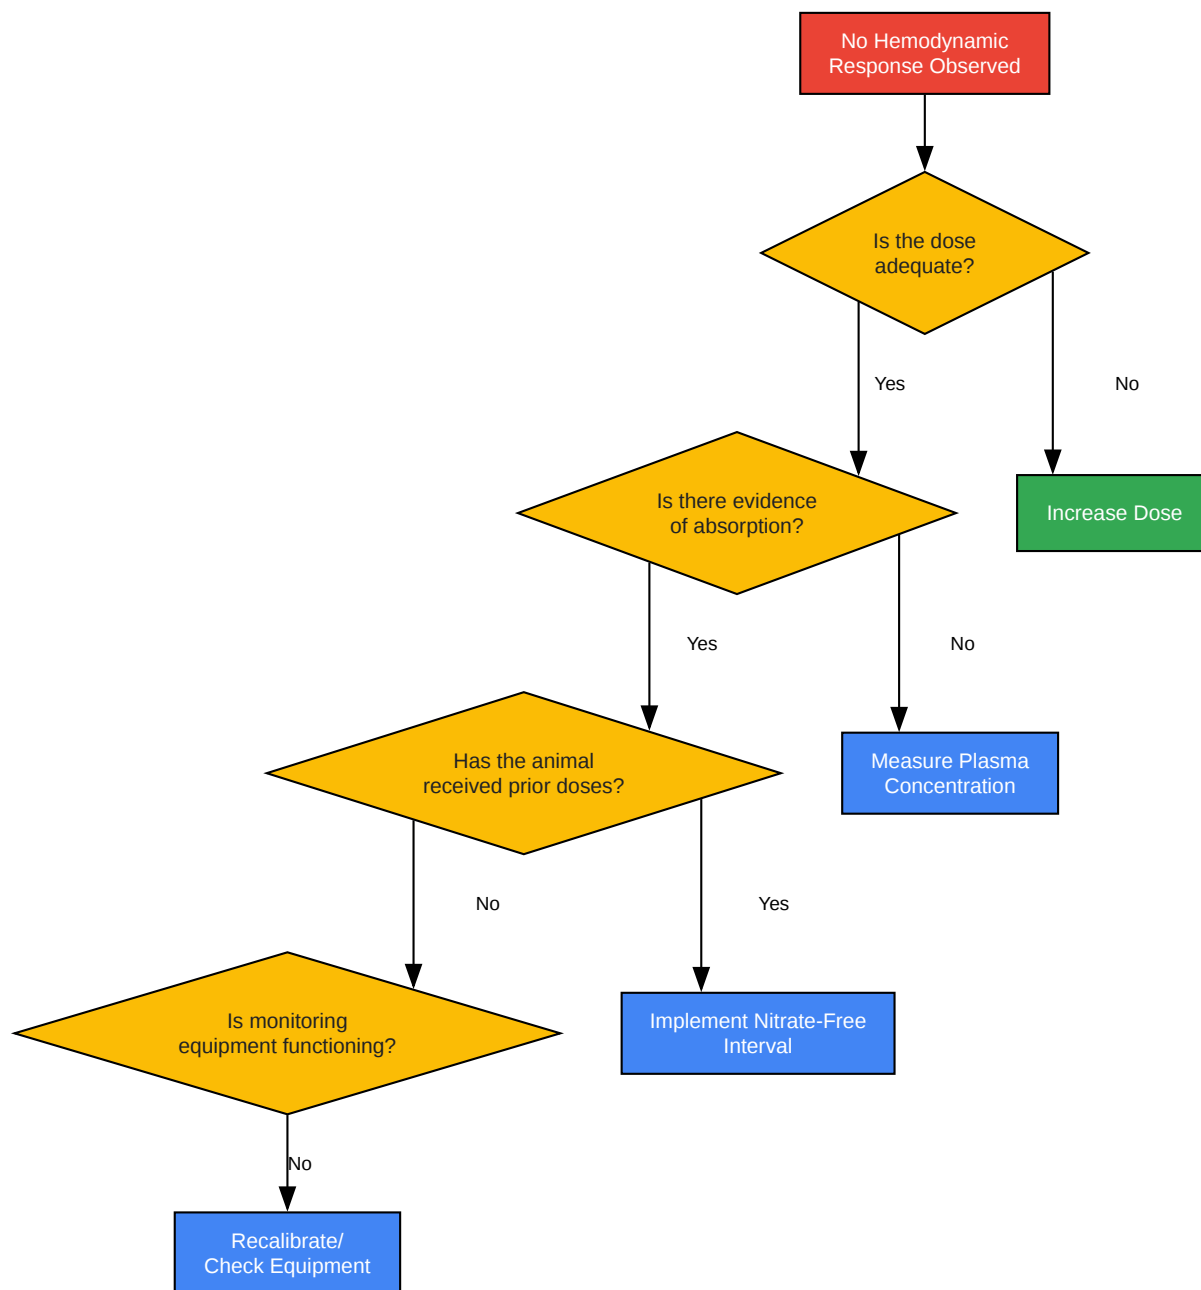 No Hemodynamic
Response Observed
Is the dose
adequate?
Yes
No
Is there evidence
of absorption?
Increase Dose
Yes
No
Has the animal
received prior doses?
Measure Plasma
Concentration
No
Yes
Is monitoring
equipment functioning?
Implement Nitrate-Free
Interval
No
Recalibrate/
Check Equipment